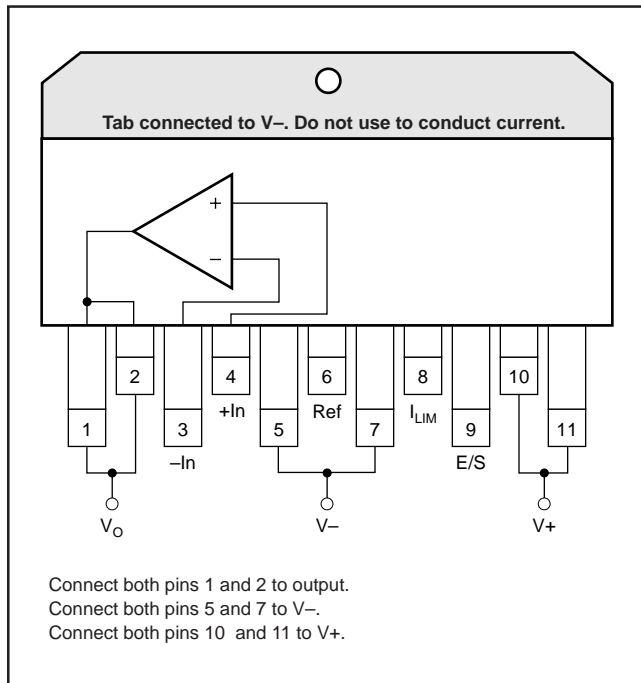 Tab connected to V–. Do not use to conduct current.
+
–
1
2
3
4
5
6
7
8
9
10
11
–In
+In
Ref
I_LIM
E/S
V_O
V–
V+
Connect both pins 1 and 2 to output.
Connect both pins 5 and 7 to V–.
Connect both pins 10 and 11 to V+.